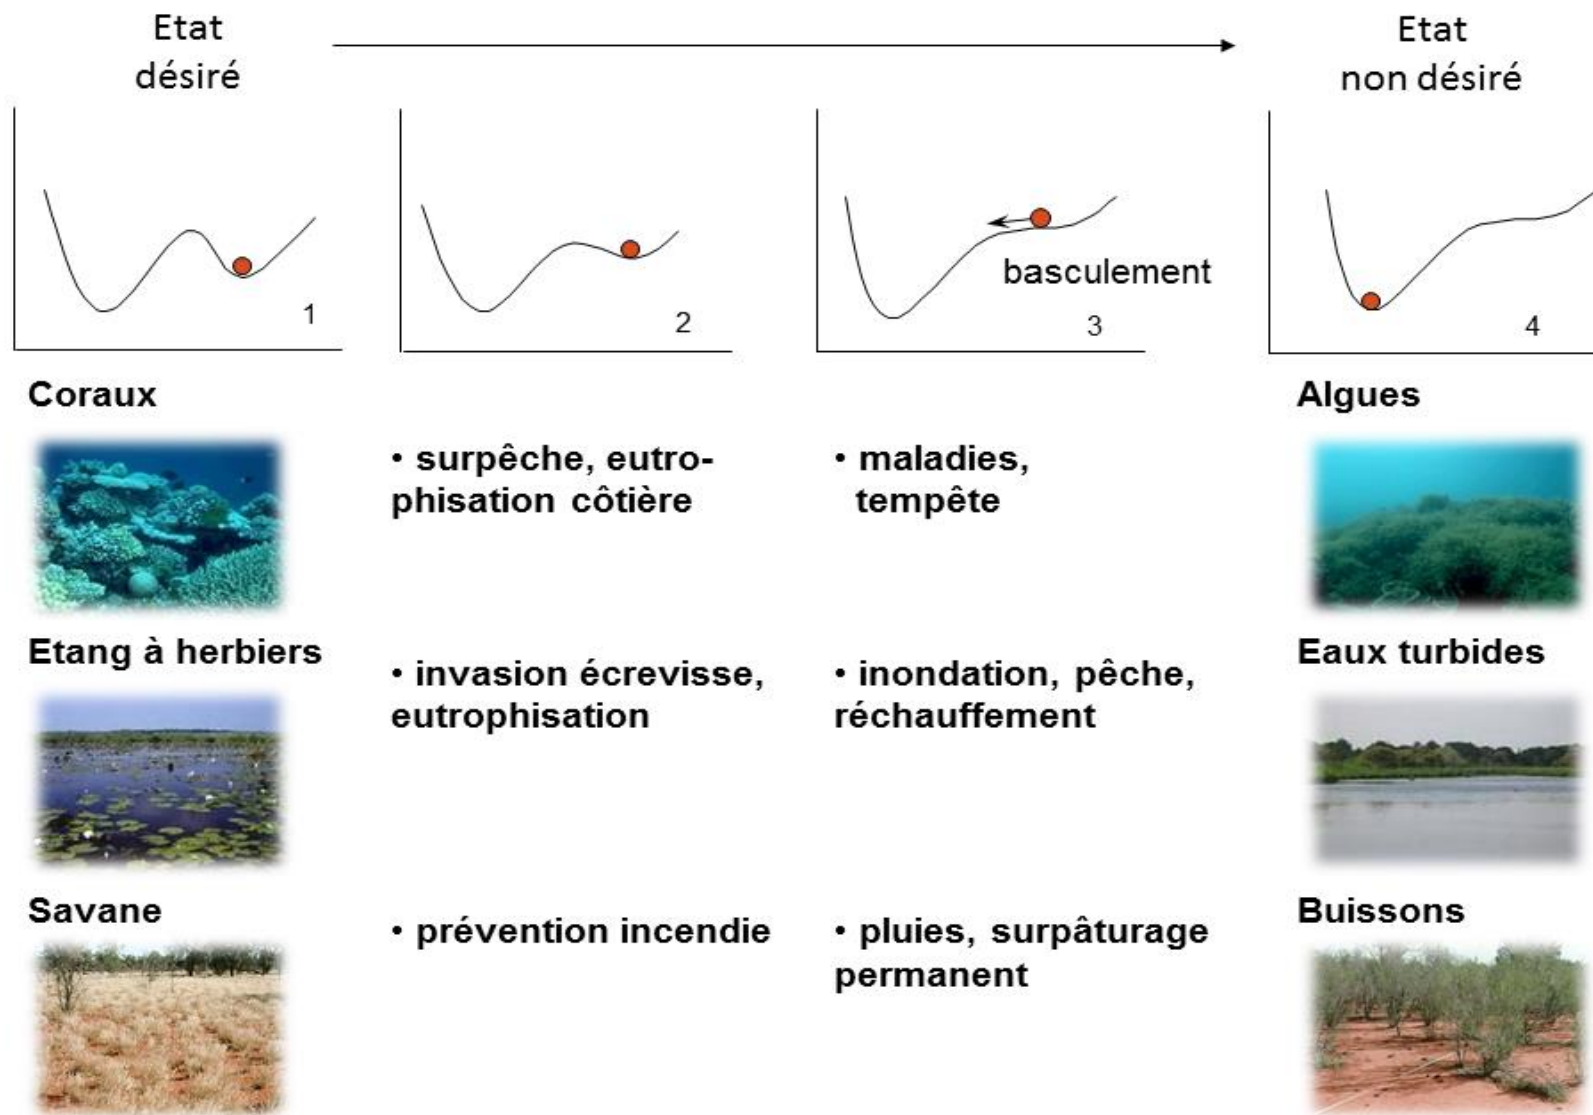 Etat
désiré
Etat
non désiré
1
2
basculement
3
4
Coraux
Algues
• surpêche, eutro-
phisation côtière
• maladies,
tempête
Etang à herbiers
Eaux turbides
• invasion écrevisse,
eutrophisation
• inondation, pêche,
réchauffement
Savane
Buissons
• prévention incendie
• pluies, surpâturage
permanent